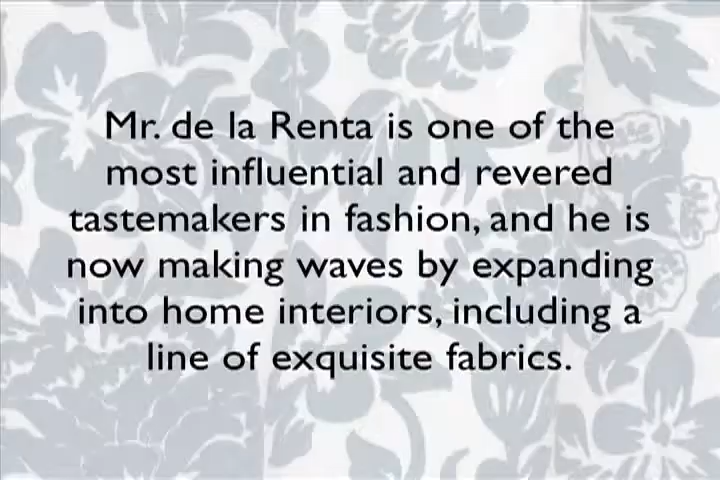 Mr. de la Renta is one of the
most influential and revered
tastemakers in fashion, and he is
now making waves by expanding
into home interiors, including a
line of exquisite fabrics.